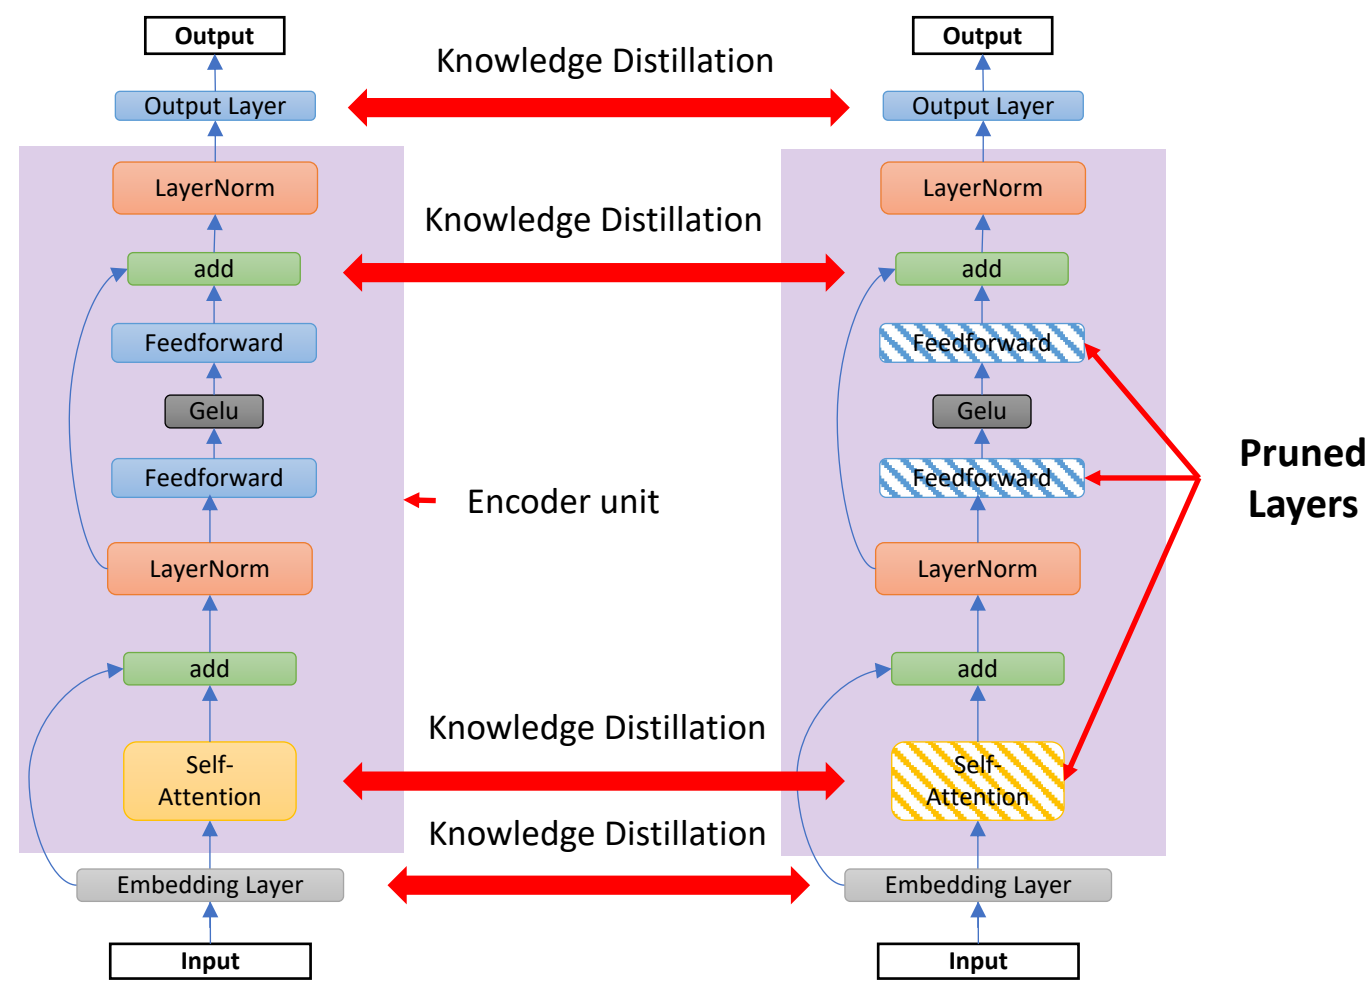 Output
Output Layer
LayerNorm
add
Feedforward
Gelu
Feedforward
LayerNorm
add
Self-
Attention
Embedding Layer
Input
Knowledge Distillation
Knowledge Distillation
Encoder unit
Knowledge Distillation
Knowledge Distillation
Output
Output Layer
LayerNorm
add
Feedforward
Gelu
Feedforward
LayerNorm
add
Self-
Attention
Embedding Layer
Input
Pruned
Layers